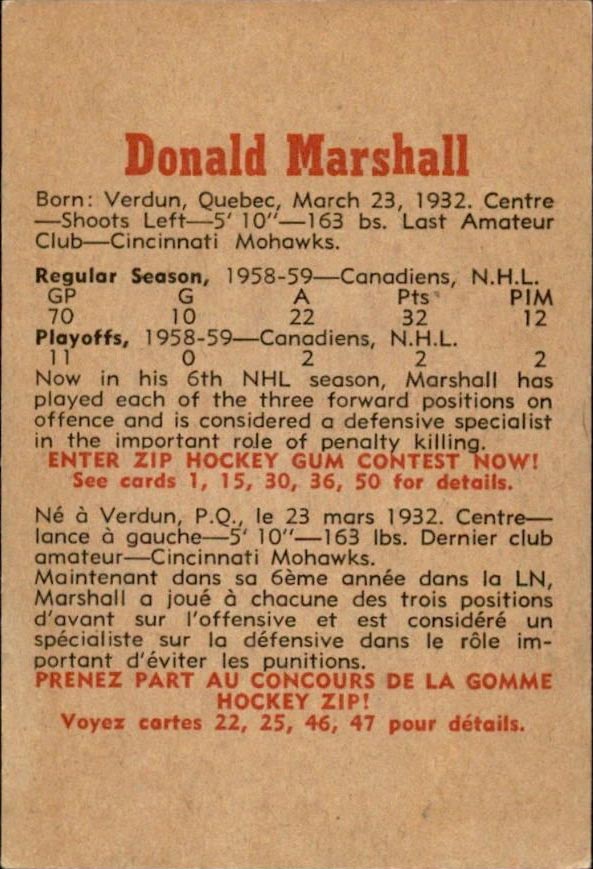 Donald Marshall
Born: Verdun, Quebec, March 23, 1932. Centre
—Shoots Left—5' 10"—163 bs. Last Amateur
Club—Cincinnati Mohawks.
Regular Season, 1958-59—Canadiens, N.H.L.
GP G A Pts PIM
70 10 22 32 12
Playoffs, 1958-59—Canadiens, N.H.L.
11 0 2 2 2
Now in his 6th NHL season, Marshall has
played each of the three forward positions on
offence and is considered a defensive specialist
in the important role of penalty killing.
ENTER ZIP HOCKEY GUM CONTEST NOW!
See cards 1, 15, 30, 36, 50 for details.
Né à Verdun, P.Q., le 23 mars 1932. Centre—
lance à gauche—5' 10"—163 lbs. Dernier club
amateur—Cincinnati Mohawks.
Maintenant dans sa 6ème année dans la LN,
Marshall a joué à chacune des trois positions
d'avant sur l'offensive et est considéré un
spécialiste sur la défensive dans le rôle im-
portant d'éviter les punitions.
PRENEZ PART AU CONCOURS DE LA GOMME
HOCKEY ZIP!
Voyez cartes 22, 25, 46, 47 pour détails.